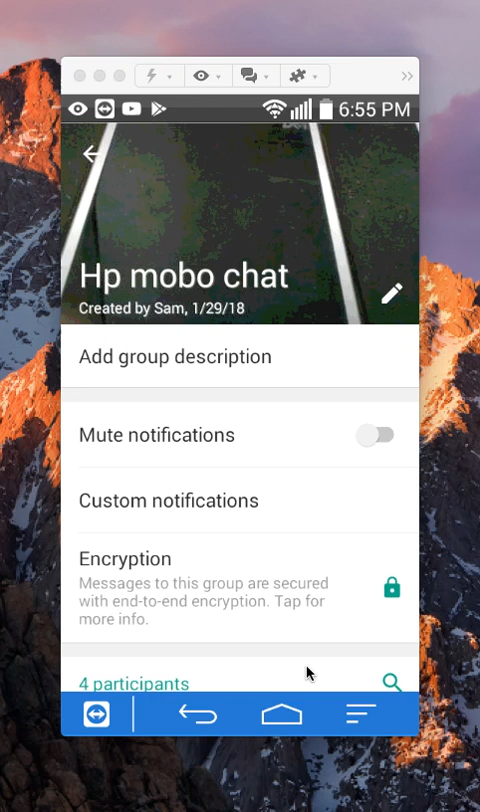 6:55 PM
Hp mobo chat
Created by Sam, 1/29/18
Add group description
Mute notifications
Custom notifications
Encryption
Messages to this group are secured
with end-to-end encryption. Tap for
more info.
4 participants